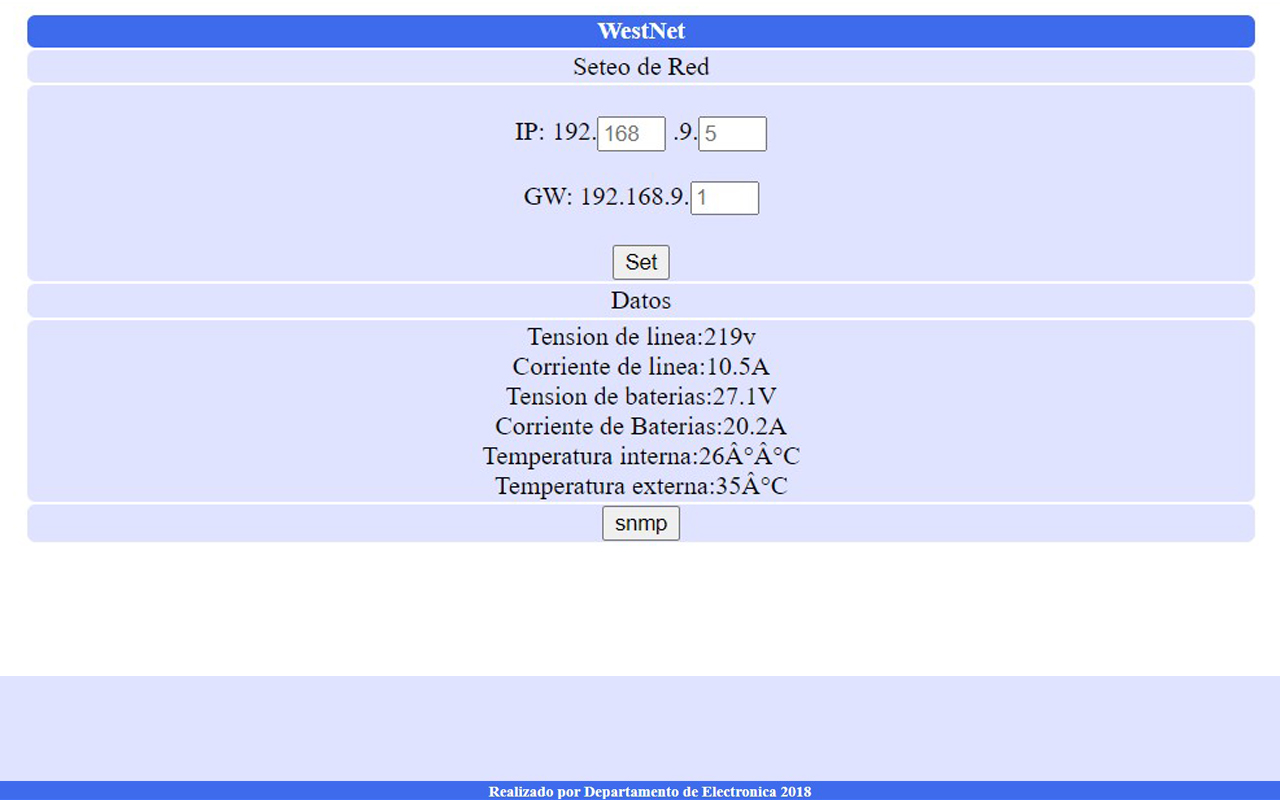 WestNet
Seteo de Red
IP: 192.168 .9.5
GW: 192.168.9.1
Set
Datos
Tension de linea:219v
Corriente de linea:10.5A
Tension de baterias:27.1V
Corriente de Baterias:20.2A
Temperatura interna:26Â°Â°C
Temperatura externa:35Â°C
snmp
Realizado por Departamento de Electronica 2018